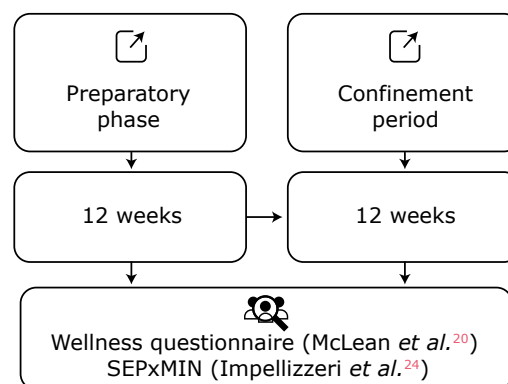 Preparatory
phase
Confinement
period
12 weeks
12 weeks
Wellness questionnaire (McLean et al.20)
SEPxMIN (Impellizzeri et al.24)